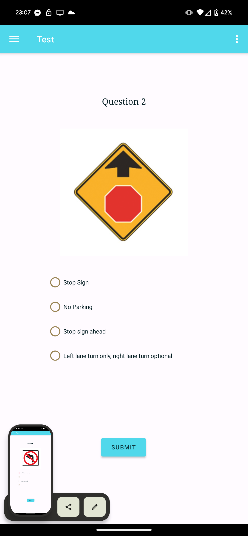 23:07
42%
Test
Question 2
Stop Sign
No Parking
Stop sign ahead
Left lane turn only, right lane turn optional
SUBMIT